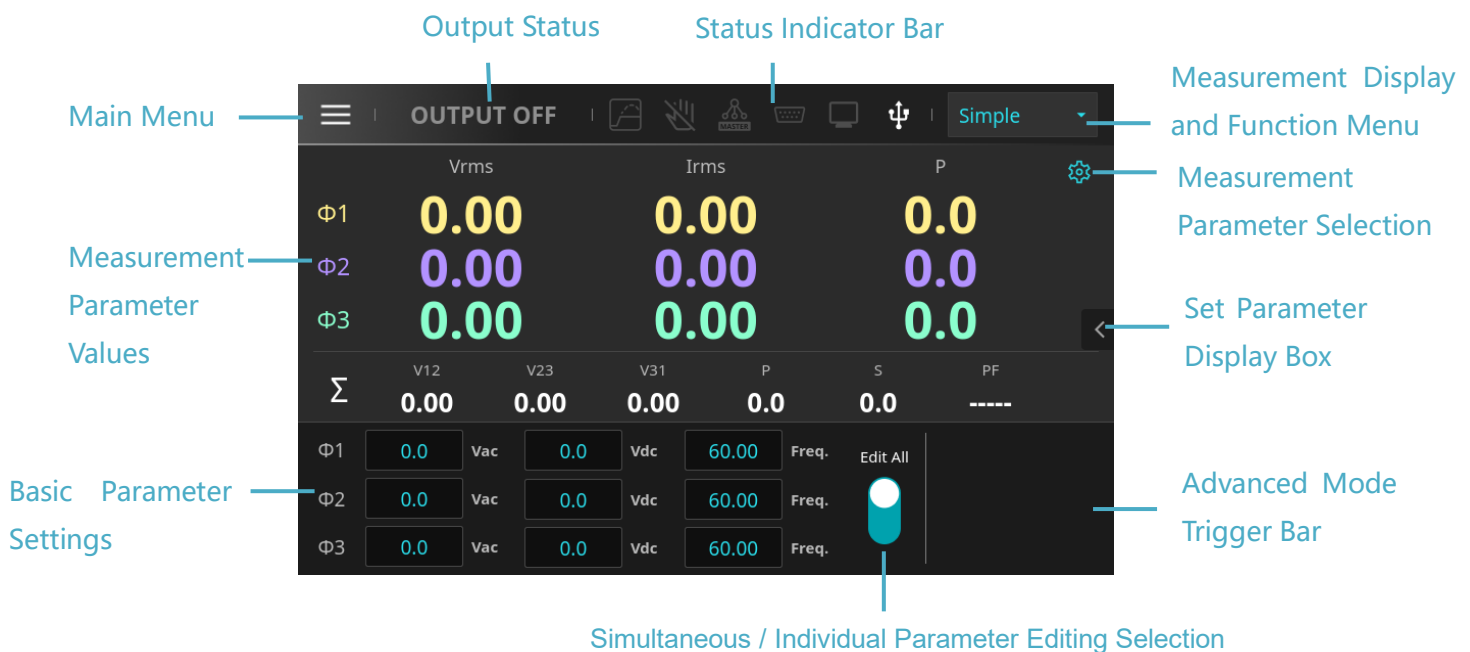 Output Status
Status Indicator Bar
Main Menu
OUTPUT OFF
MASTER
Simple
Measurement Display
and Function Menu
Vrms Irms P
Measurement
Parameter Selection
Φ1 0.00 0.00 0.0
Measurement
Parameter
Values
Φ2 0.00 0.00 0.0
Φ3 0.00 0.00 0.0
Set Parameter
Display Box
V12 V23 V31 P S PF
Σ 0.00 0.00 0.00 0.0 0.0 -----
Φ1 0.0 Vac 0.0 Vdc 60.00 Freq.
Edit All
Basic Parameter
Settings
Φ2 0.0 Vac 0.0 Vdc 60.00 Freq.
Φ3 0.0 Vac 0.0 Vdc 60.00 Freq.
Advanced Mode
Trigger Bar
Simultaneous / Individual Parameter Editing Selection